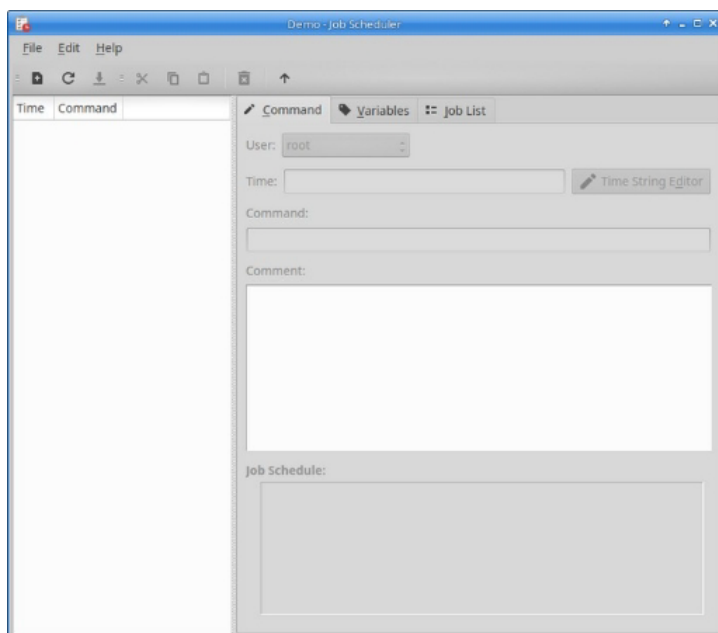 Demo - Job Scheduler
File Edit Help
Time Command
Command Variables Job List
User: root
Time: Time String Editor
Command:
Comment:
Job Schedule: